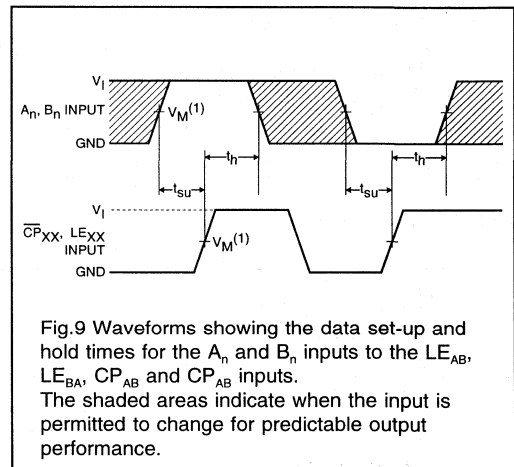 V_I
A_n, B_n INPUT
V_M^(1)
GND
t_h
t_h
t_su
t_su
V_I
C̅P̅_XX, LE_XX
INPUT
V_M^(1)
GND
Fig.9 Waveforms showing the data set-up and
hold times for the A_n and B_n inputs to the LE_AB,
LE_BA, CP_AB and CP_AB inputs.
The shaded areas indicate when the input is
permitted to change for predictable output
performance.